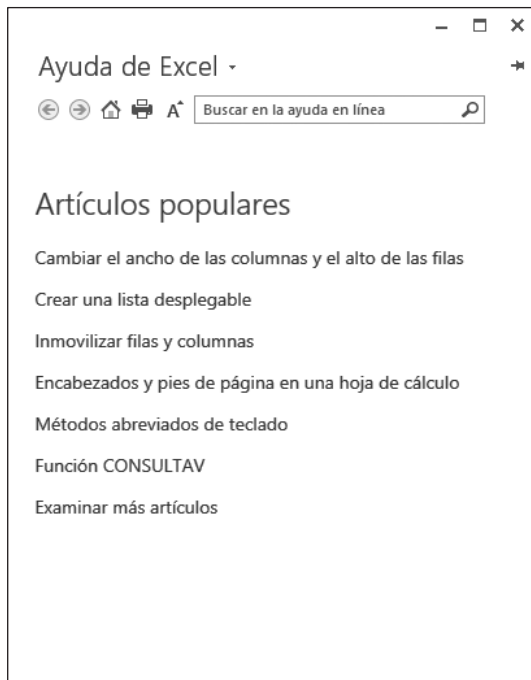 Ayuda de Excel
A
Buscar en la ayuda en línea
Artículos populares
Cambiar el ancho de las columnas y el alto de las filas
Crear una lista desplegable
Inmovilizar filas y columnas
Encabezados y pies de página en una hoja de cálculo
Métodos abreviados de teclado
Función CONSULTAV
Examinar más artículos